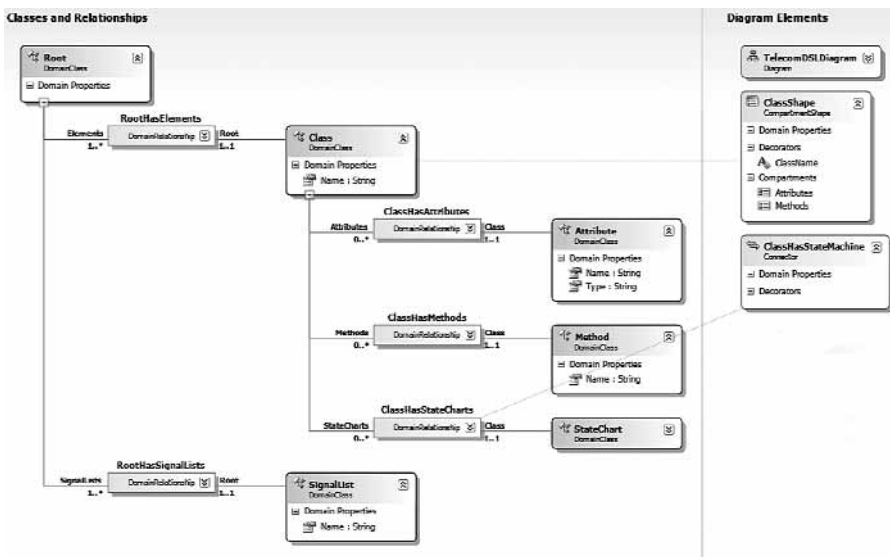 Classes and Relationships
Diagram Elements
Root
DomainClass
Domain Properties
RootHasElements
Elements
1..*
DomainRelationship
Root
1..1
Class
DomainClass
Domain Properties
Name : String
ClassHasAttributes
Attributes
0..*
DomainRelationship
Class
1..1
Attribute
DomainClass
Domain Properties
Name : String
Type : String
ClassHasMethods
Methods
0..*
DomainRelationship
Class
1..1
Method
DomainClass
Domain Properties
Name : String
ClassHasStateCharts
StateCharts
0..*
DomainRelationship
Class
1..1
StateChart
DomainClass
RootHasSignalLists
SignalLists
1..*
DomainRelationship
Root
1..1
SignalList
DomainClass
Domain Properties
Name : String
TelecomDSLDiagram
Diagram
ClassShape
CompartmentShape
Domain Properties
Decorators
ClassName
Compartments
Attributes
Methods
ClassHasStateMachine
Connector
Domain Properties
Decorators